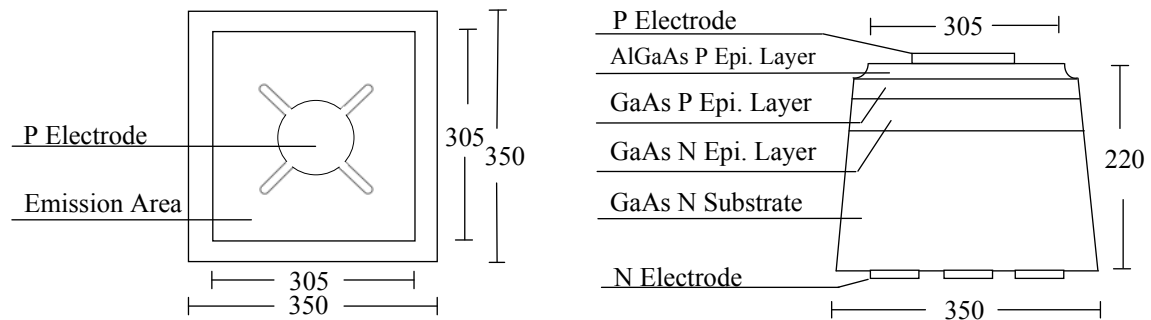 P Electrode
Emission Area
305
350
305
350
P Electrode
AlGaAs P Epi. Layer
GaAs P Epi. Layer
GaAs N Epi. Layer
GaAs N Substrate
N Electrode
305
220
350